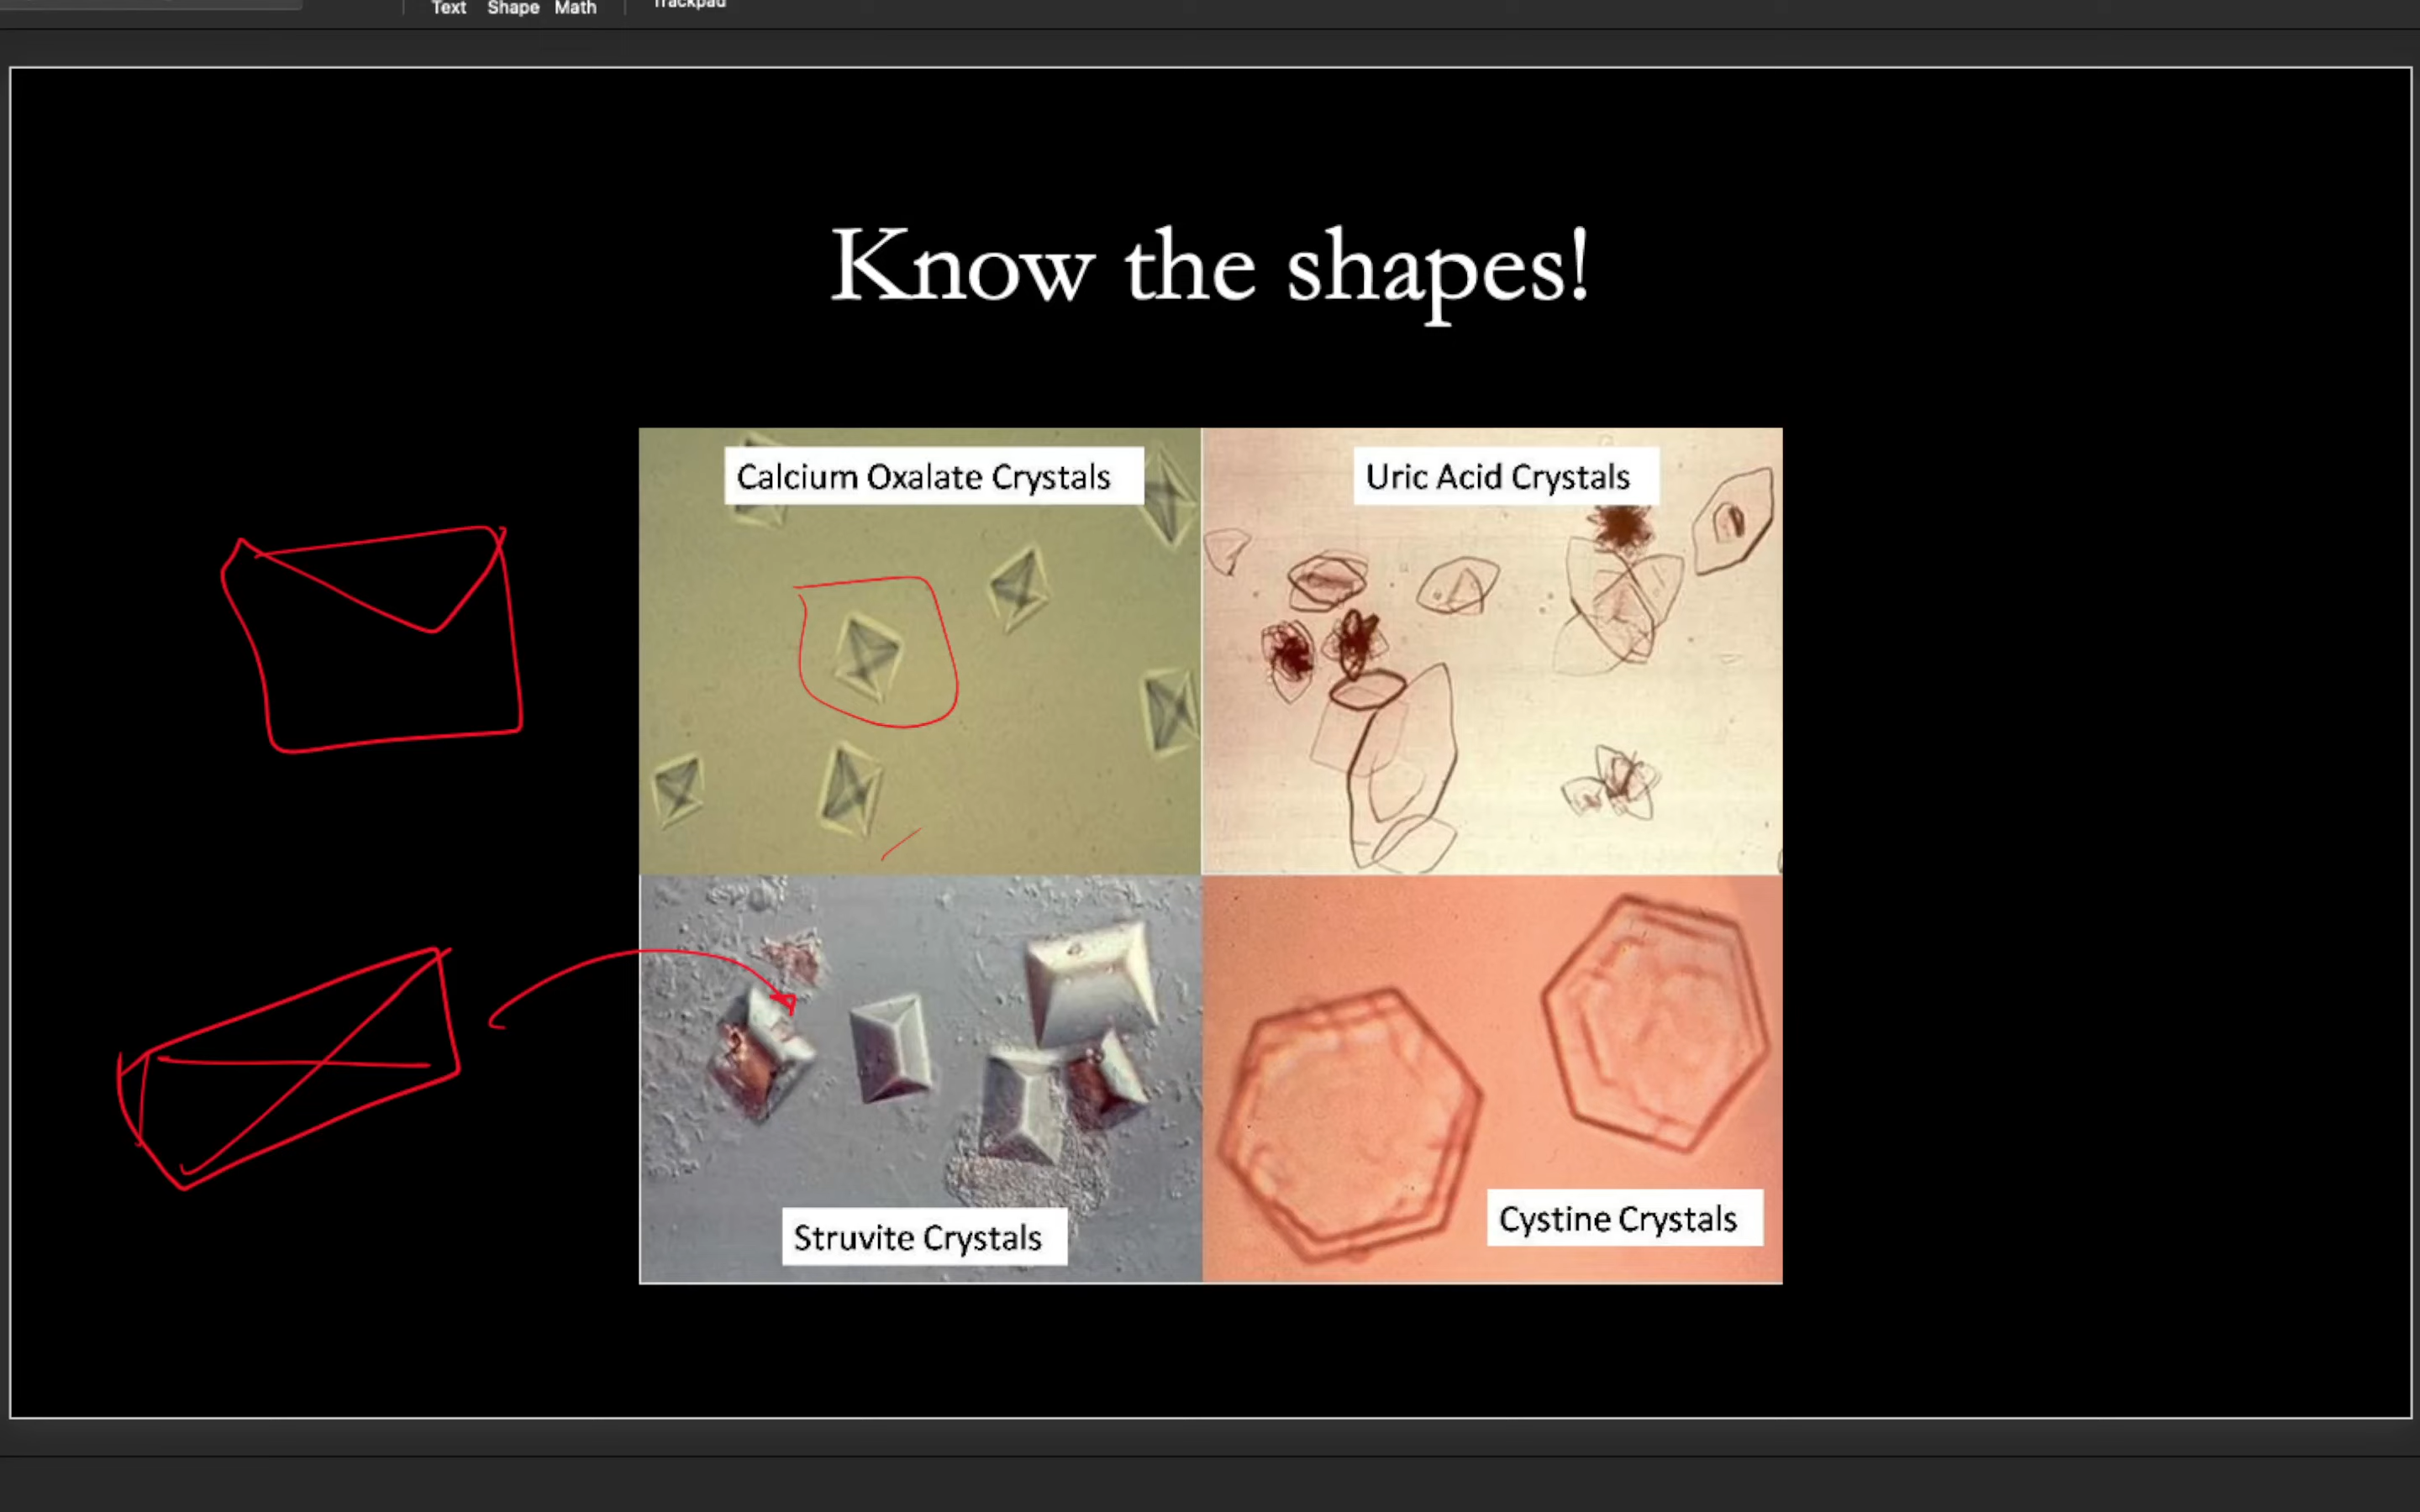 Text Shape Math Trackpad
Know the shapes!
Calcium Oxalate Crystals
Uric Acid Crystals
Struvite Crystals
Cystine Crystals